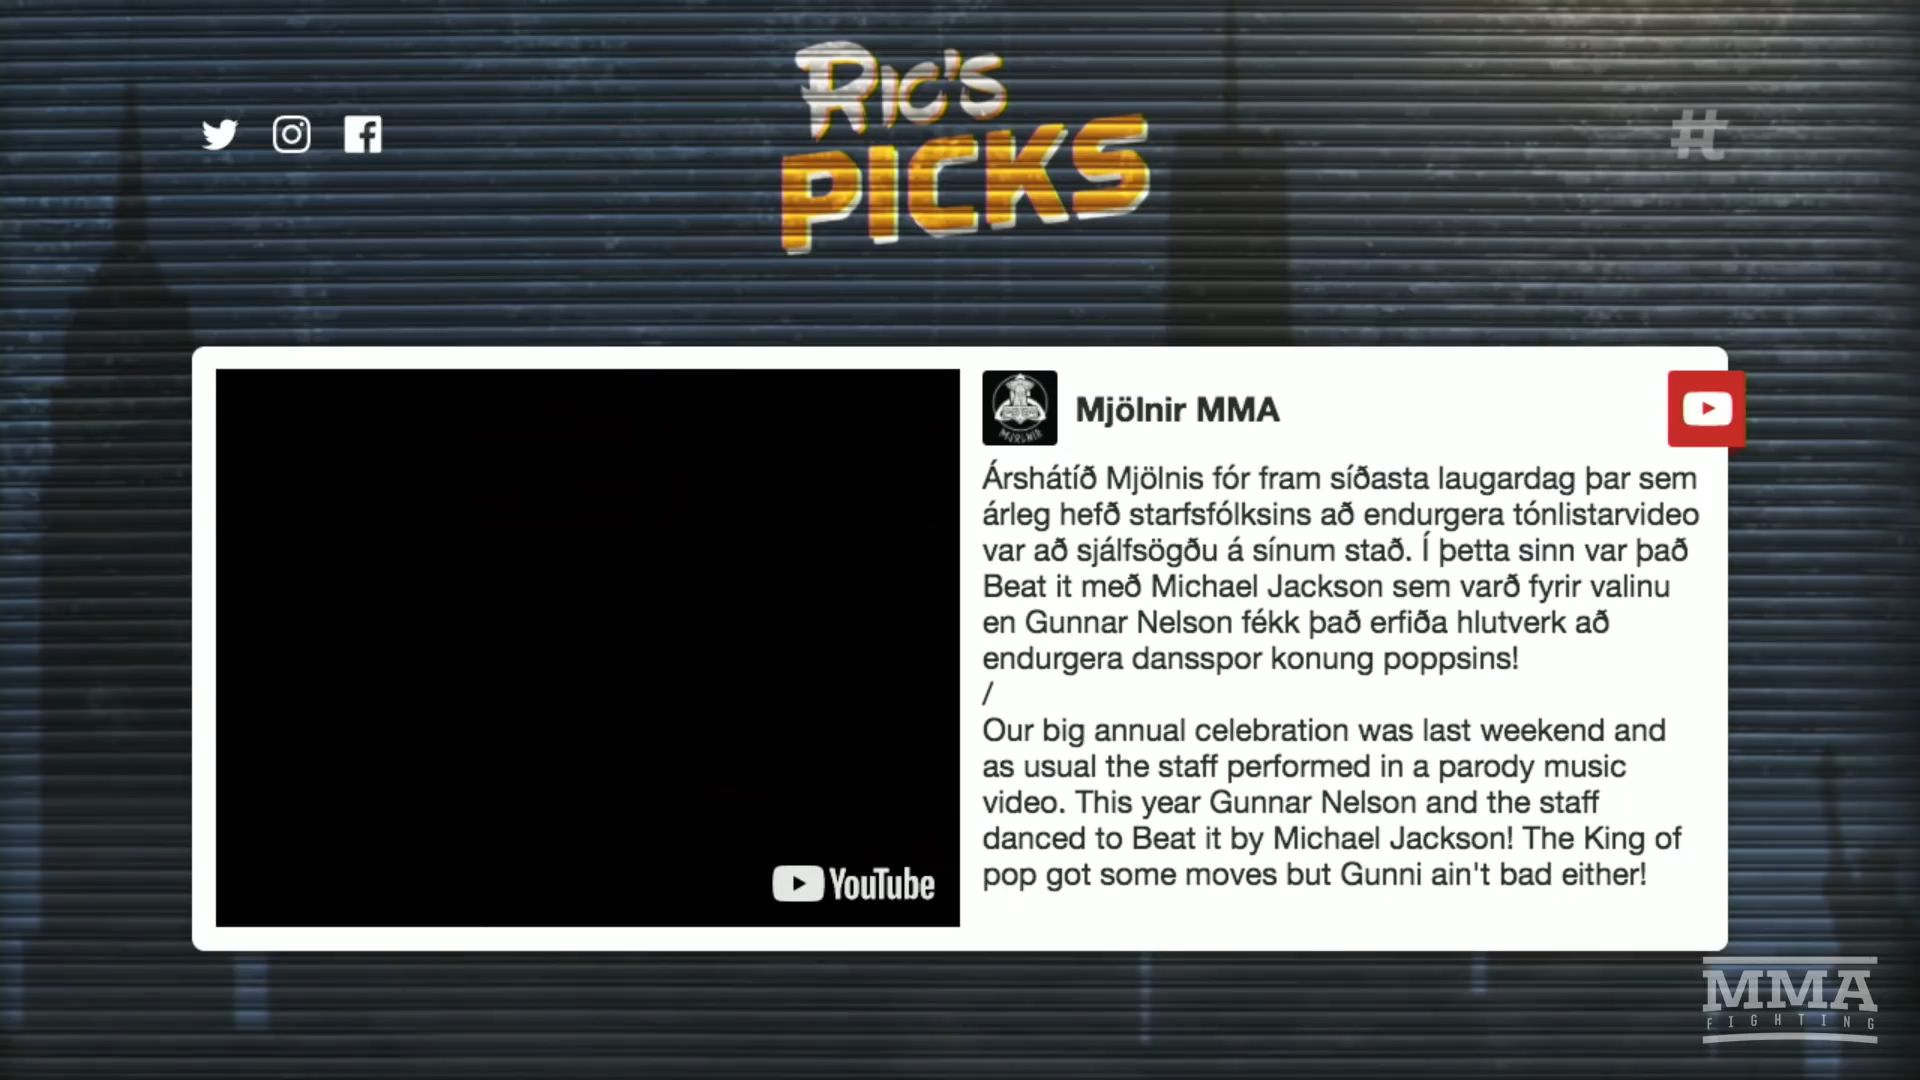 Ric's
PICKS
#
Mjölnir MMA
MJÖLNIR
Árshátíð Mjölnis fór fram síðasta laugardag þar sem
árleg hefð starfsfólksins að endurgera tónlistarvideo
var að sjálfsögðu á sínum stað. Í þetta sinn var það
Beat it með Michael Jackson sem varð fyrir valinu
en Gunnar Nelson fékk það erfiða hlutverk að
endurgera dansspor konung poppsins!
/
Our big annual celebration was last weekend and
as usual the staff performed in a parody music
video. This year Gunnar Nelson and the staff
danced to Beat it by Michael Jackson! The King of
pop got some moves but Gunni ain't bad either!
YouTube
MMA
FIGHTING